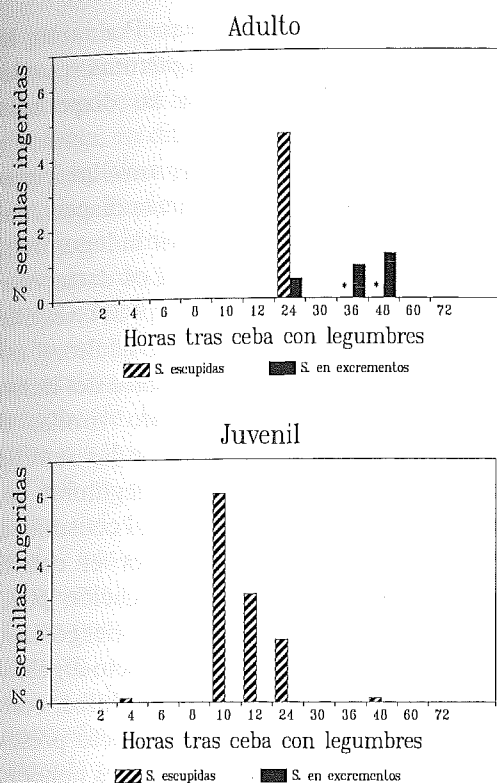 Adulto
% semillas ingeridas
6
4
2
0
* *
2 4 6 8 10 12 24 30 36 48 60 72
Horas tras ceba con legumbres
S. escupidas S. en excrementos
Juvenil
% semillas ingeridas
6
4
2
0
2 4 6 8 10 12 24 30 36 48 60 72
Horas tras ceba con legumbres
S. escupidas S. en excrementos